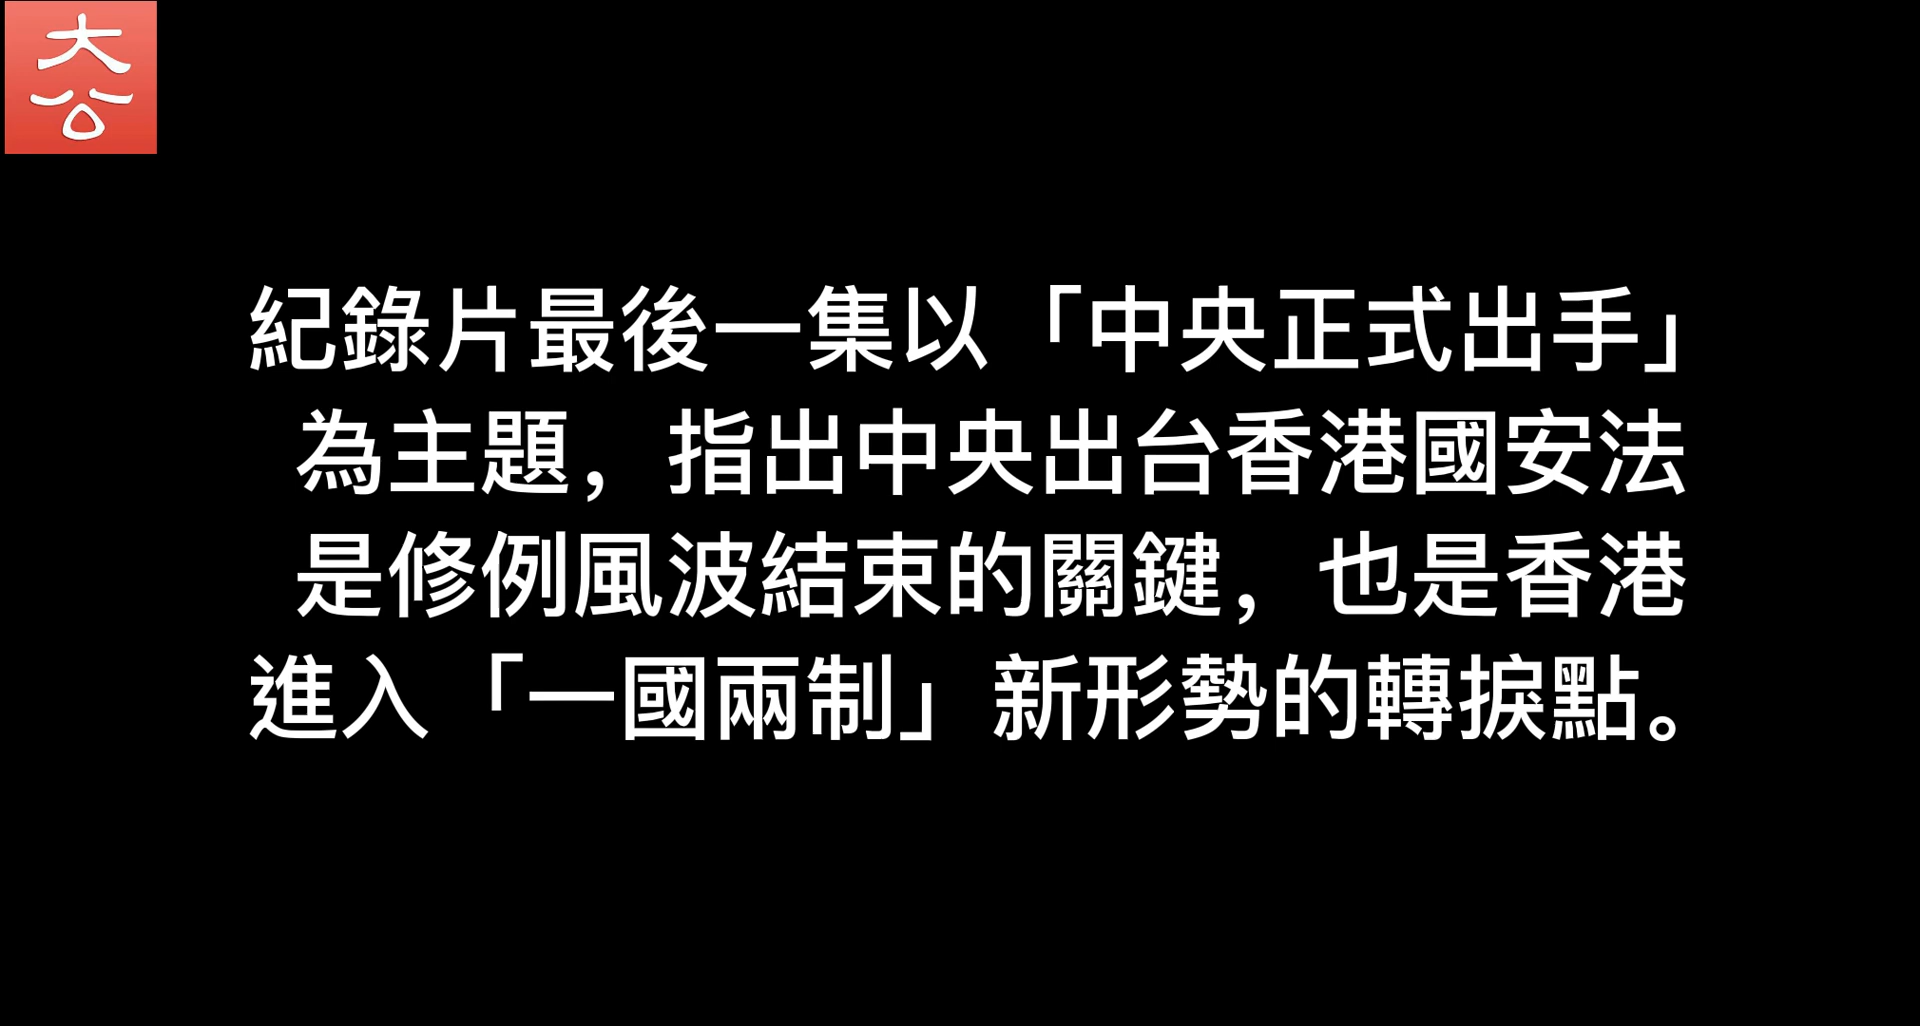 大公
紀錄片最後一集以「中央正式出手」
為主題，指出中央出台香港國安法
是修例風波結束的關鍵，也是香港
進入「一國兩制」新形勢的轉捩點。